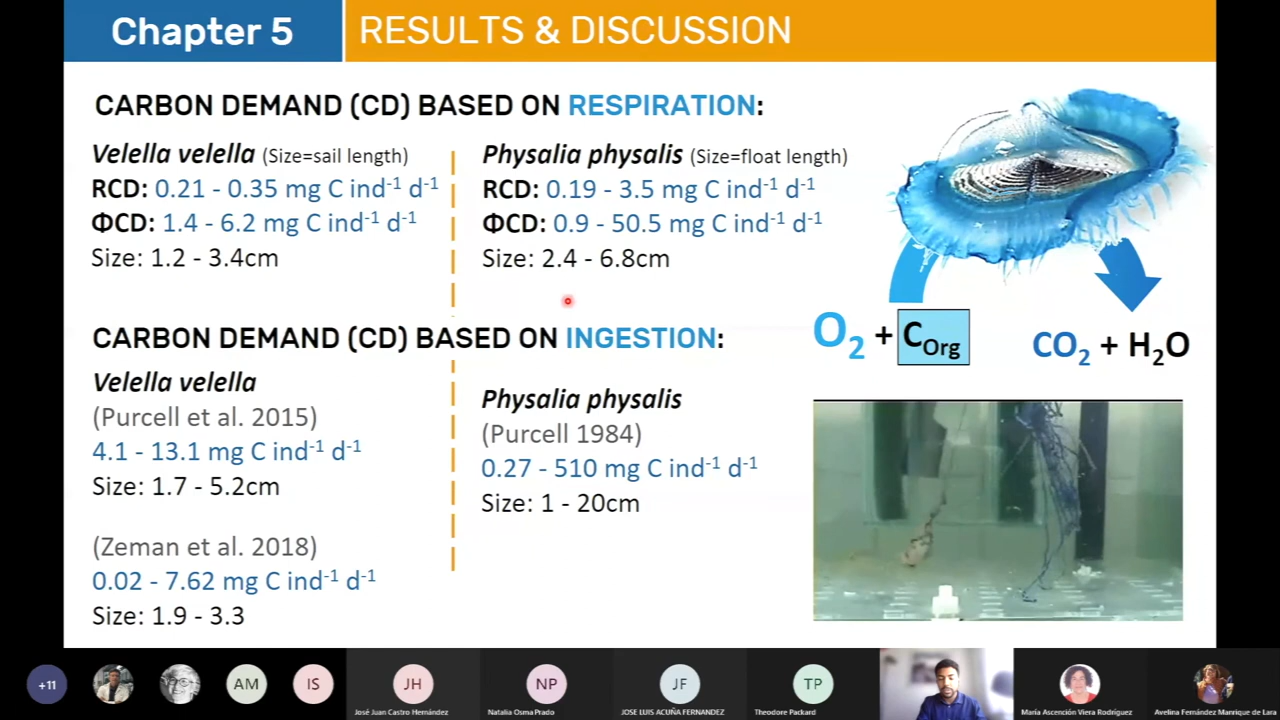 Chapter 5
RESULTS & DISCUSSION
CARBON DEMAND (CD) BASED ON RESPIRATION:
Velella velella (Size=sail length)
RCD: 0.21 - 0.35 mg C ind⁻¹ d⁻¹
ΦCD: 1.4 - 6.2 mg C ind⁻¹ d⁻¹
Size: 1.2 - 3.4cm
Physalia physalis (Size=float length)
RCD: 0.19 - 3.5 mg C ind⁻¹ d⁻¹
ΦCD: 0.9 - 50.5 mg C ind⁻¹ d⁻¹
Size: 2.4 - 6.8cm
O₂ + C_Org
CO₂ + H₂O
CARBON DEMAND (CD) BASED ON INGESTION:
Velella velella
(Purcell et al. 2015)
4.1 - 13.1 mg C ind⁻¹ d⁻¹
Size: 1.7 - 5.2cm
(Zeman et al. 2018)
0.02 - 7.62 mg C ind⁻¹ d⁻¹
Size: 1.9 - 3.3
Physalia physalis
(Purcell 1984)
0.27 - 510 mg C ind⁻¹ d⁻¹
Size: 1 - 20cm
+11
AM
IS
JH
José Juan Castro Hernández
NP
Natalia Osma Prado
JF
JOSE LUIS ACUÑA FERNANDEZ
TP
Theodore Packard
María Ascención Viera Rodríguez
Avelina Fernández Manrique de Lara